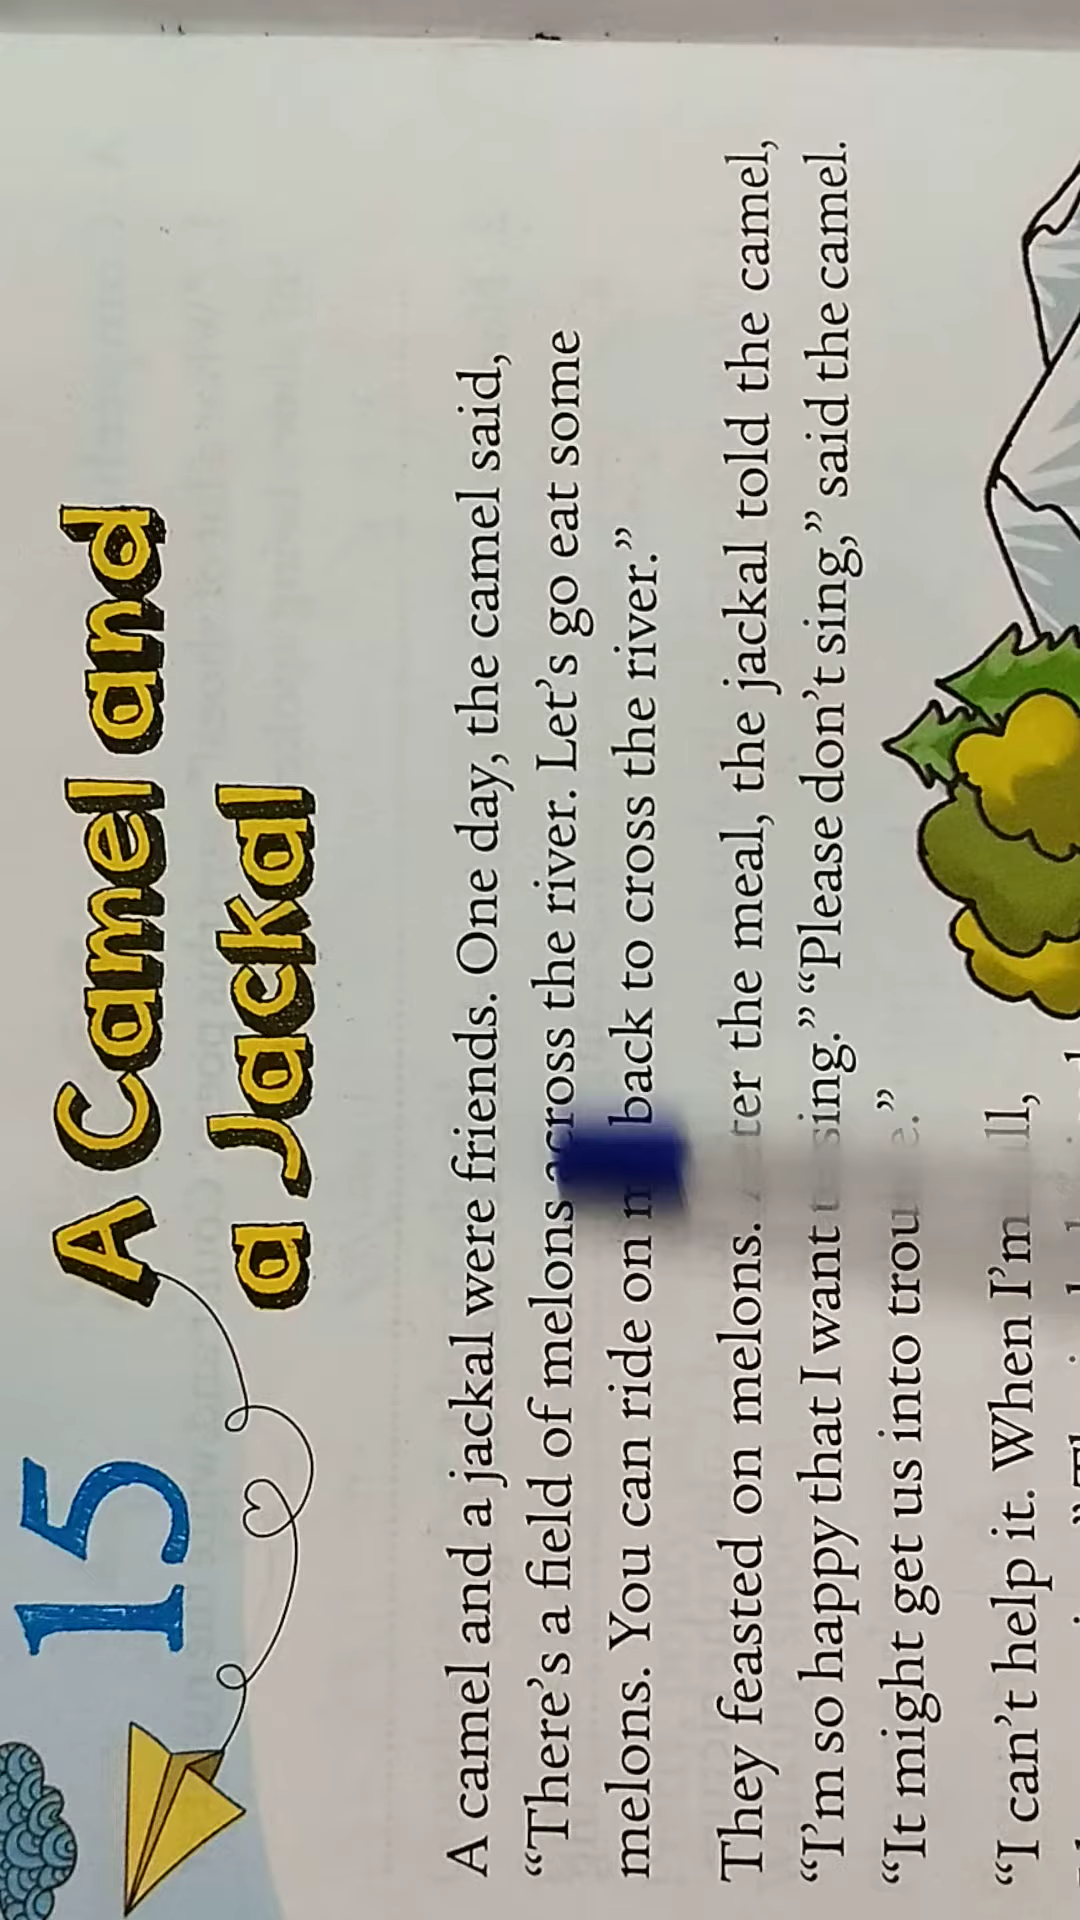 15
A Camel and
a Jackal
A camel and a jackal were friends. One day, the camel said,
“There’s a field of melons across the river. Let’s go eat some
melons. You can ride on back to cross the river.”
They feasted on melons. the meal, the jackal told the camel,
“I’m so happy that I want sing.” “Please don’t sing,” said the camel.
“It might get us into
“I can’t help it. When I’m